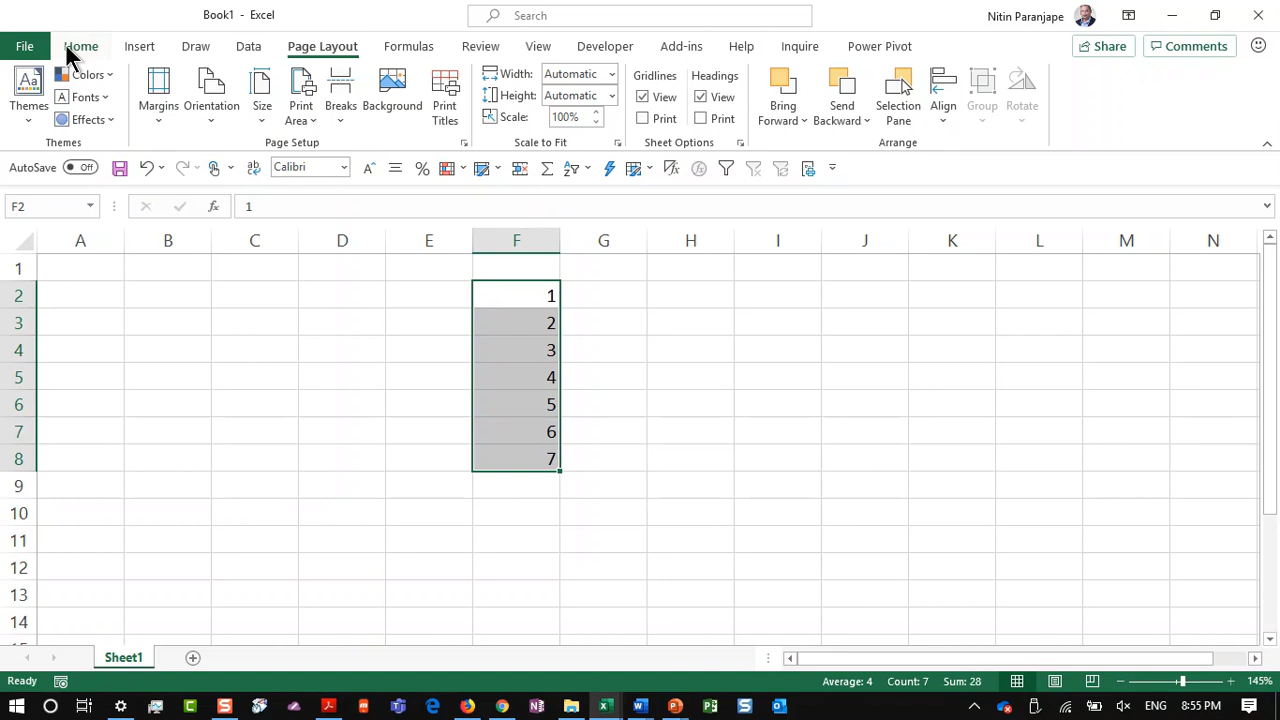 Book1 - Excel
Search
Nitin Paranjape
File Home Insert Draw Data Page Layout Formulas Review View Developer Add-ins Help Inquire Power Pivot Share Comments
Themes
Colors
Fonts
Effects
Margins
Orientation
Size
Print Area
Breaks
Background
Print Titles
Width: Automatic
Height: Automatic
Scale: 100%
Gridlines
View
Print
Headings
View
Print
Bring Forward
Send Backward
Selection Pane
Align
Group
Rotate
Themes Page Setup Scale to Fit Sheet Options Arrange
AutoSave Off Calibri
F2 fx 1
A B C D E F G H I J K L M N
1
2 1
3 2
4 3
5 4
6 5
7 6
8 7
9
10
11
12
13
14
Sheet1
Ready Average: 4 Count: 7 Sum: 28 145%
8:55 PM